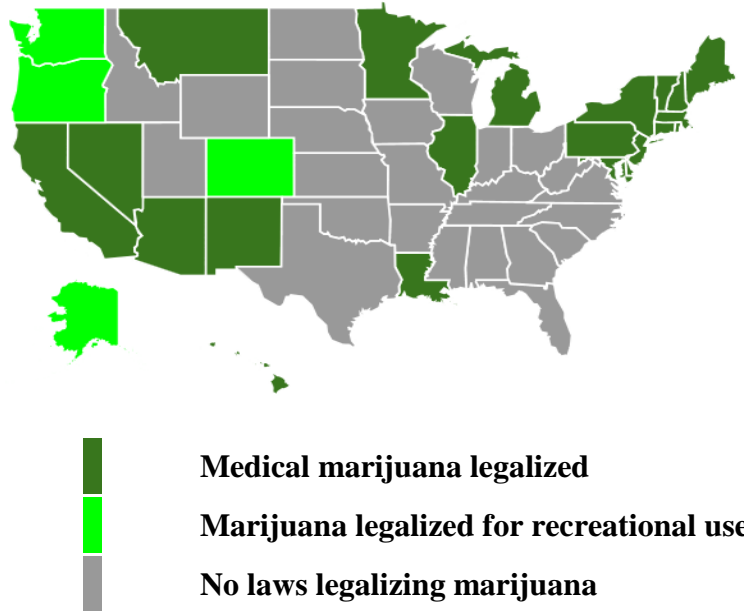 Medical marijuana legalized
Marijuana legalized for recreational use
No laws legalizing marijuana